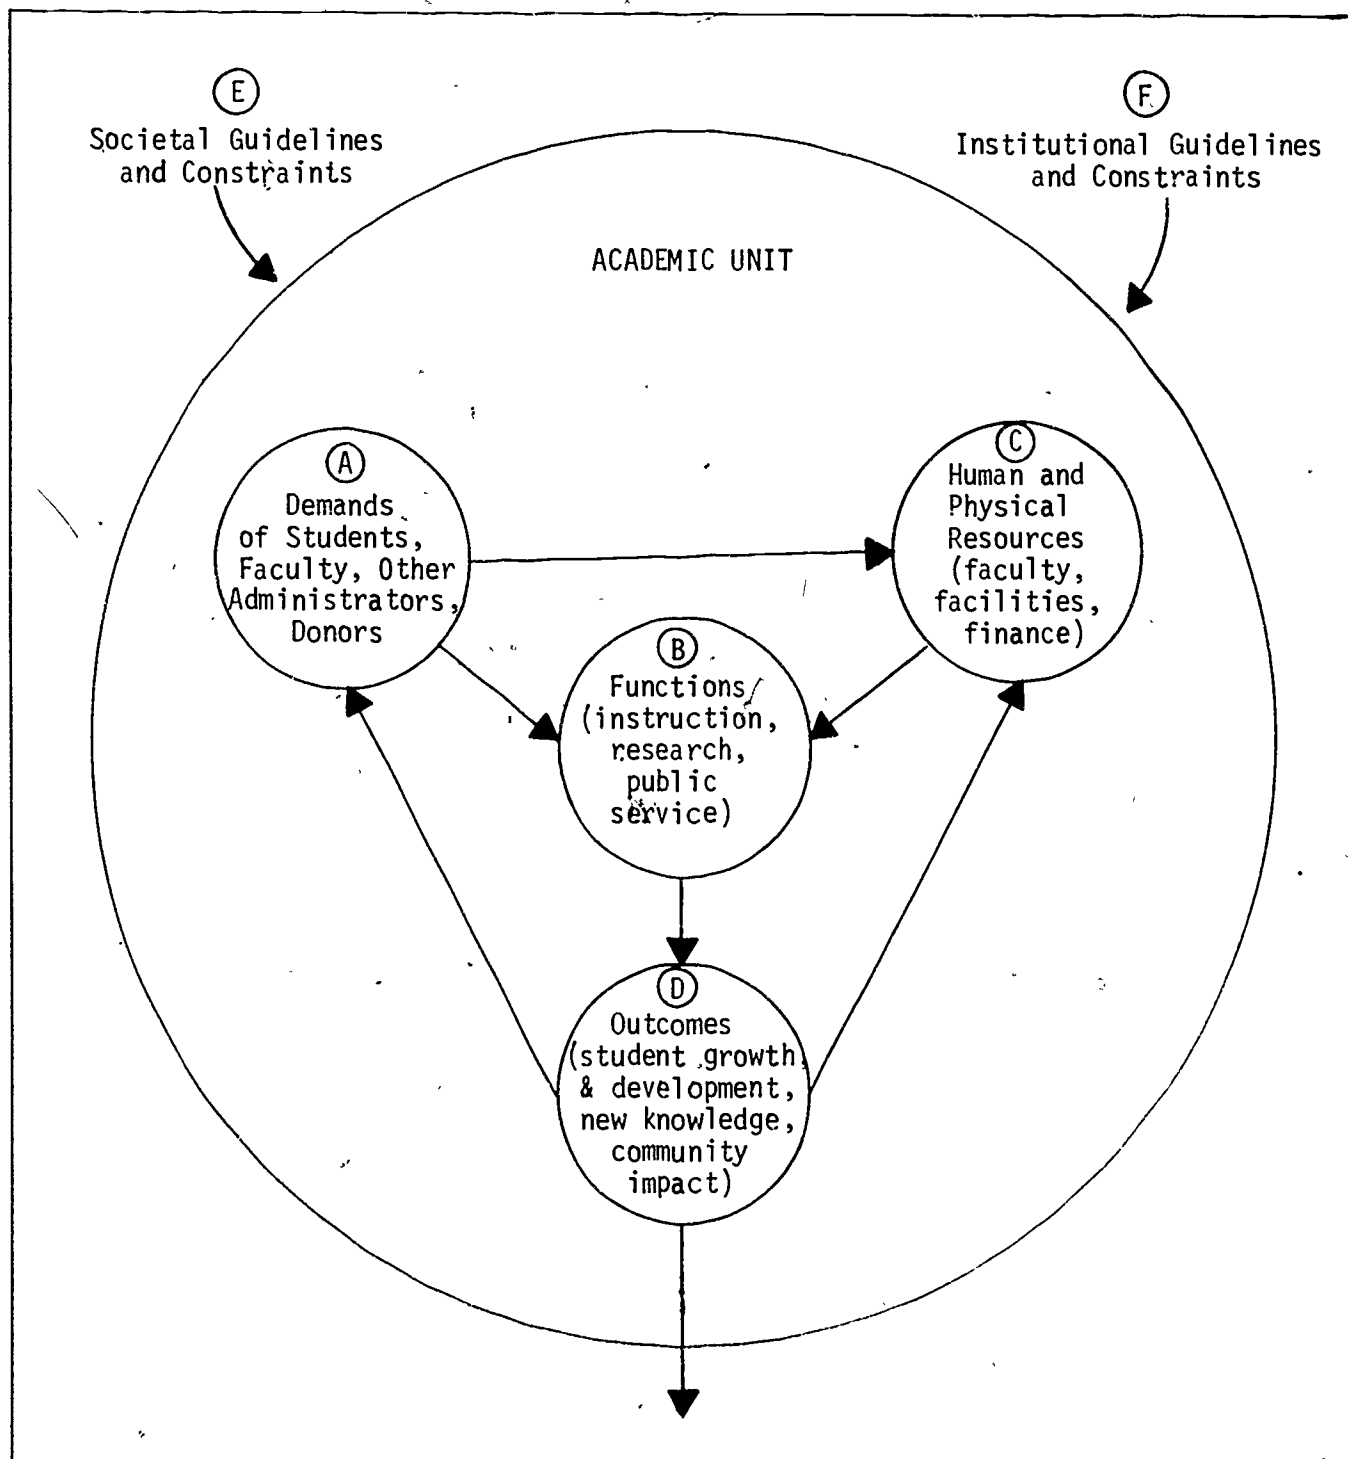 E
Societal Guidelines
and Constraints
F
Institutional Guidelines
and Constraints
ACADEMIC UNIT
A
Demands
of Students,
Faculty, Other
Administrators,
Donors
C
Human and
Physical
Resources
(faculty,
facilities,
finance)
B
Functions
(instruction,
research,
public
service)
D
Outcomes
(student growth,
& development,
new knowledge,
community
impact)